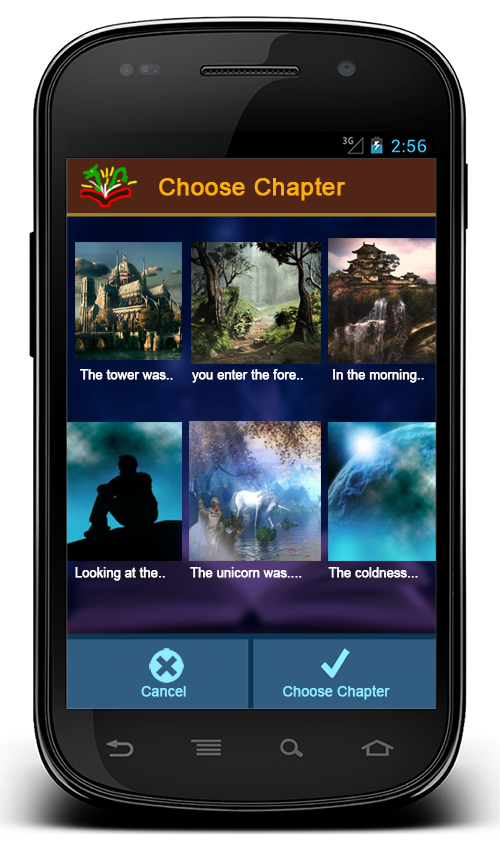 3G 2:56
Choose Chapter
The tower was.. you enter the fore.. In the morning..
Looking at the.. The unicorn was.... The coldness...
Cancel Choose Chapter